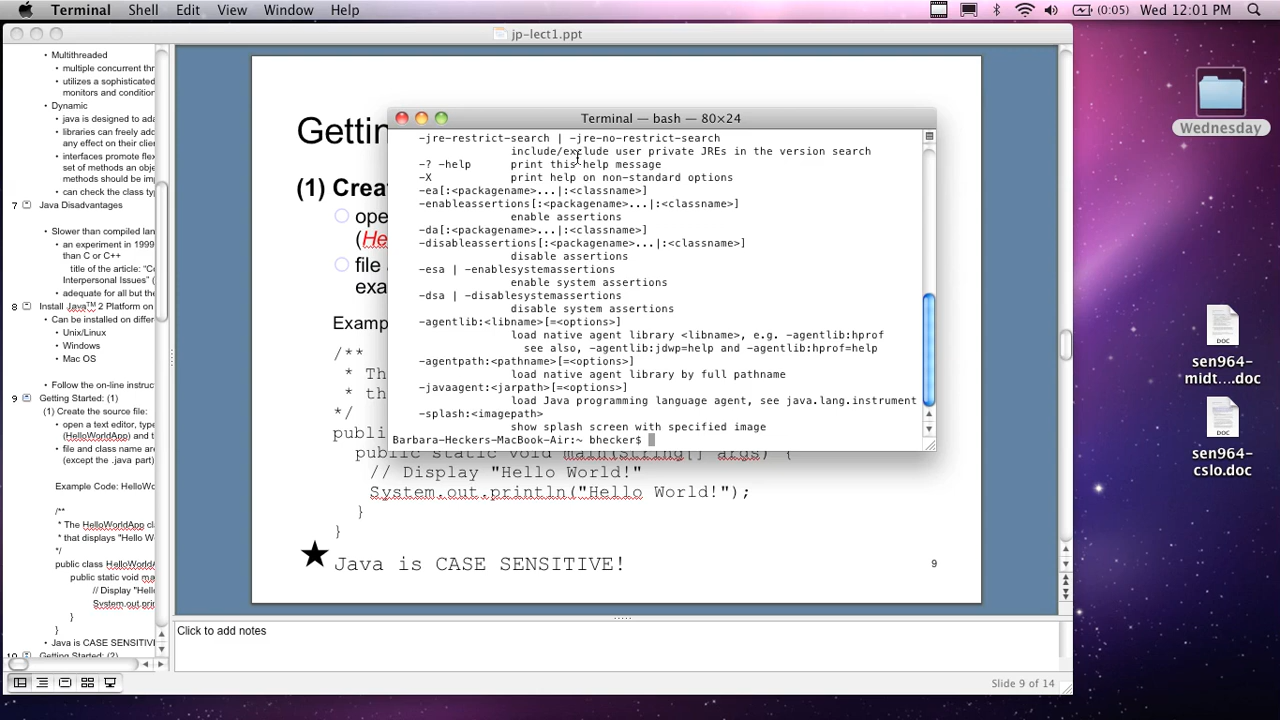 Terminal Shell Edit View Window Help (0:05) Wed 12:01 PM
jp-lect1.ppt
Multithreaded
multiple concurrent thr
utilizes a sophisticated
monitors and condition
Dynamic
java is designed to ada
libraries can freely add
any effect on their clien
interfaces promote flex
set of methods an obje
methods should be imp
can check the class typ
7 Java Disadvantages
Slower than compiled lan
an experiment in 1999
than C or C++
title of the article: "Co
Interpersonal Issues" (
adequate for all but the
8 Install Java™ 2 Platform on
Can be installed on differ
Unix/Linux
Windows
Mac OS
Follow the on-line instruct
9 Getting Started: (1)
(1) Create the source file:
open a text editor, type
(HelloWorldApp) and t
file and class name are
(except the .java part)
Example Code: HelloWo
/**
* The HelloWorldApp cla
* that displays "Hello W
*/
public class HelloWorldA
public static void ma
// Display "Hello
System.out.prin
}
}
Java is CASE SENSITIVE
10 Getting Started: (2)
Gettin
(1) Crea
ope
(He
file
exa
Examp
/**
* Th
* th
*/
publ
public static void main(String[] args) {
// Display "Hello World!"
System.out.println("Hello World!");
}
}
Java is CASE SENSITIVE!
9
Terminal — bash — 80×24
-jre-restrict-search | -jre-no-restrict-search
include/exclude user private JREs in the version search
-? -help print this help message
-X print help on non-standard options
-ea[:<packagename>...|:<classname>]
-enableassertions[:<packagename>...|:<classname>]
enable assertions
-da[:<packagename>...|:<classname>]
-disableassertions[:<packagename>...|:<classname>]
disable assertions
-esa | -enablesystemassertions
enable system assertions
-dsa | -disablesystemassertions
disable system assertions
-agentlib:<libname>[=<options>]
load native agent library <libname>, e.g. -agentlib:hprof
see also, -agentlib:jdwp=help and -agentlib:hprof=help
-agentpath:<pathname>[=<options>]
load native agent library by full pathname
-javaagent:<jarpath>[=<options>]
load Java programming language agent, see java.lang.instrument
-splash:<imagepath>
show splash screen with specified image
Barbara-Heckers-MacBook-Air:~ bhecker$
Click to add notes
Slide 9 of 14
Wednesday
sen964-
midt....doc
sen964-
cslo.doc